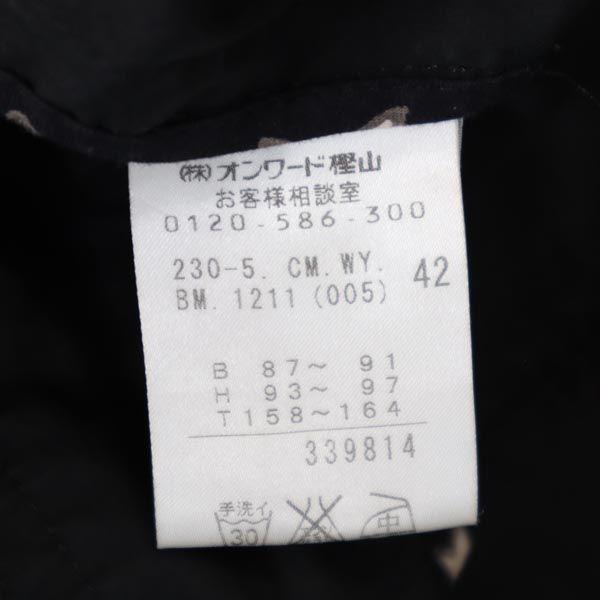 (株)オンワード樫山
お客様相談室
0120-586-300
230-5. CM. WY. 42
BM. 1211 (005)
B 87～ 91
H 93～ 97
T158～164
339814
手洗イ
30 中